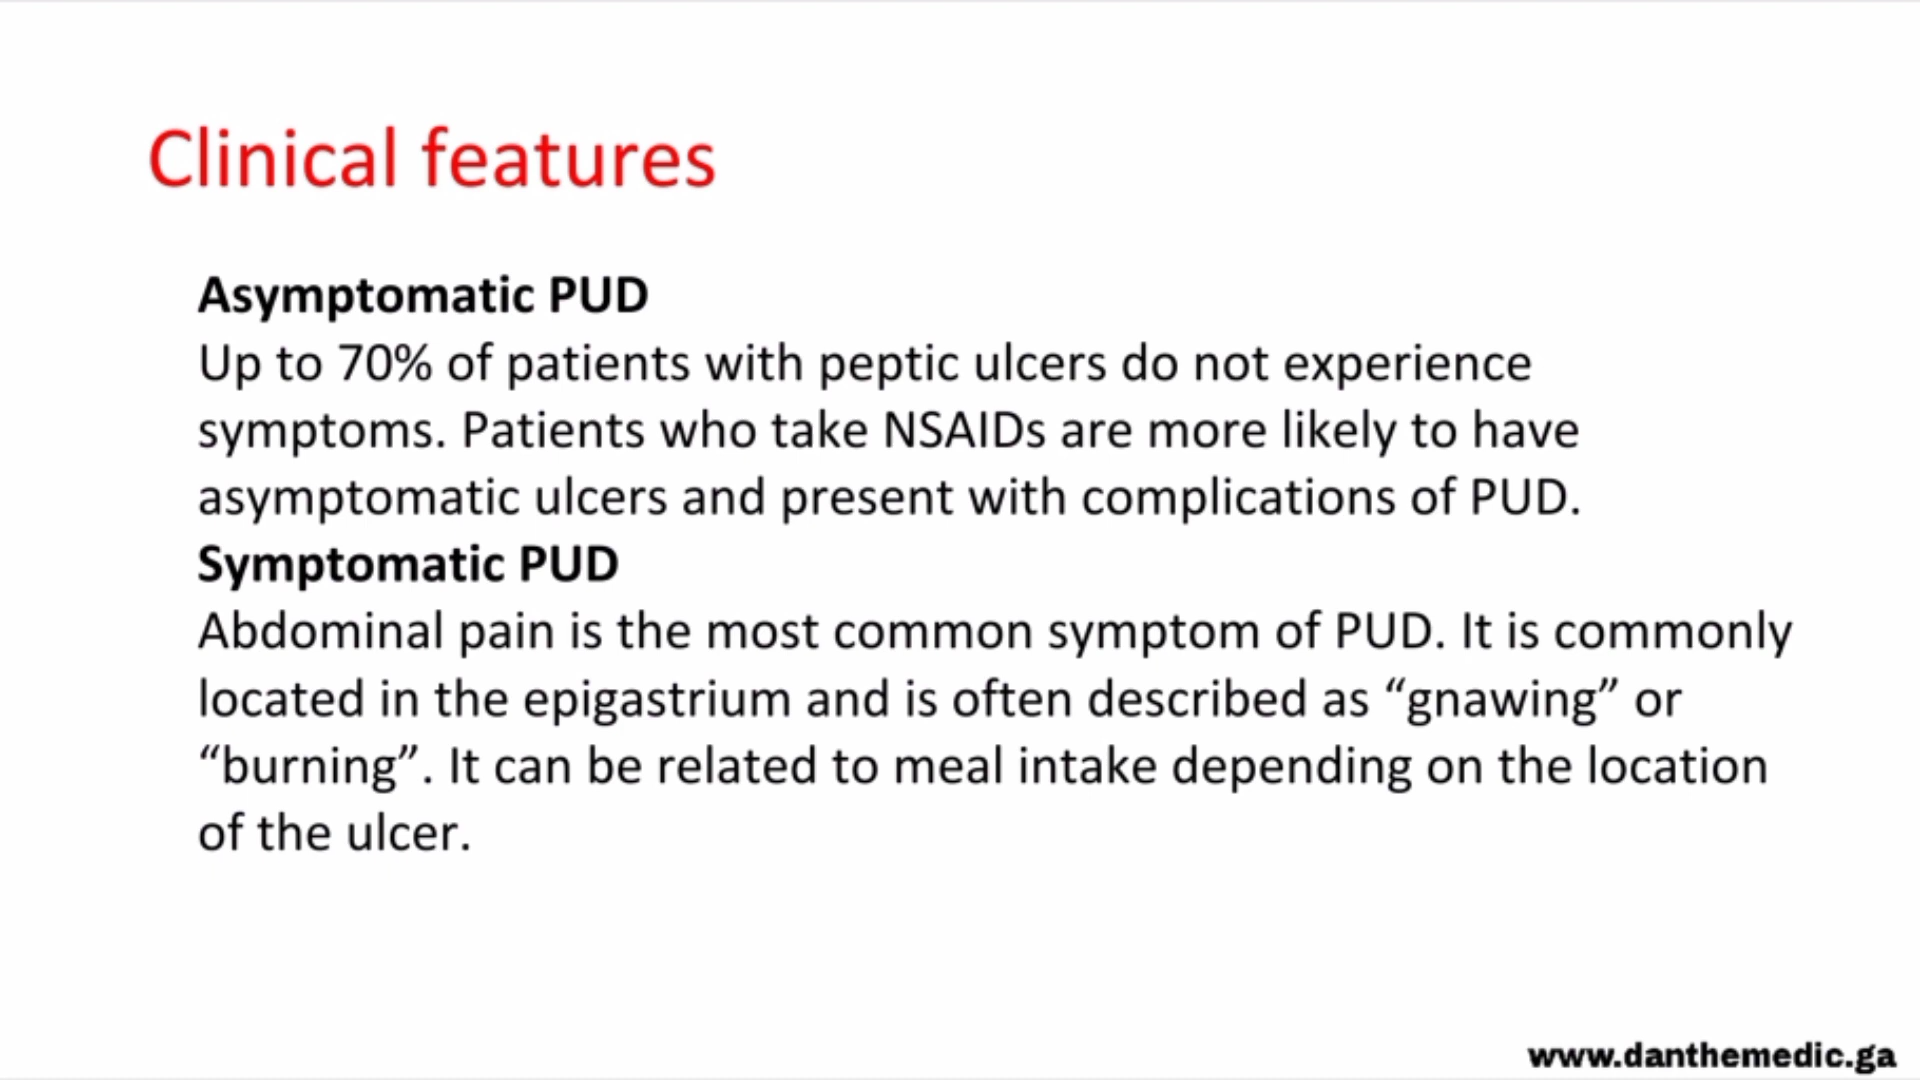 Clinical features
Asymptomatic PUD
Up to 70% of patients with peptic ulcers do not experience
symptoms. Patients who take NSAIDs are more likely to have
asymptomatic ulcers and present with complications of PUD.
Symptomatic PUD
Abdominal pain is the most common symptom of PUD. It is commonly
located in the epigastrium and is often described as “gnawing” or
“burning”. It can be related to meal intake depending on the location
of the ulcer.
www.danthemedic.ga